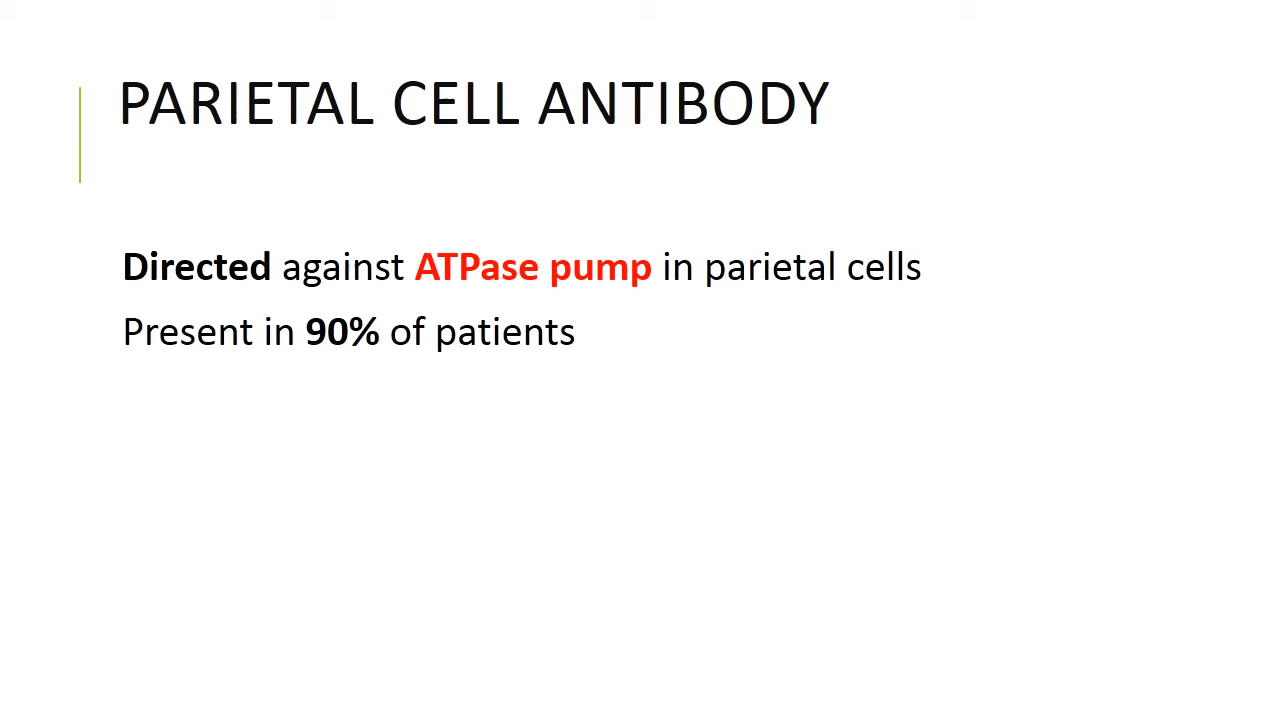 PARIETAL CELL ANTIBODY
Directed against ATPase pump in parietal cells
Present in 90% of patients